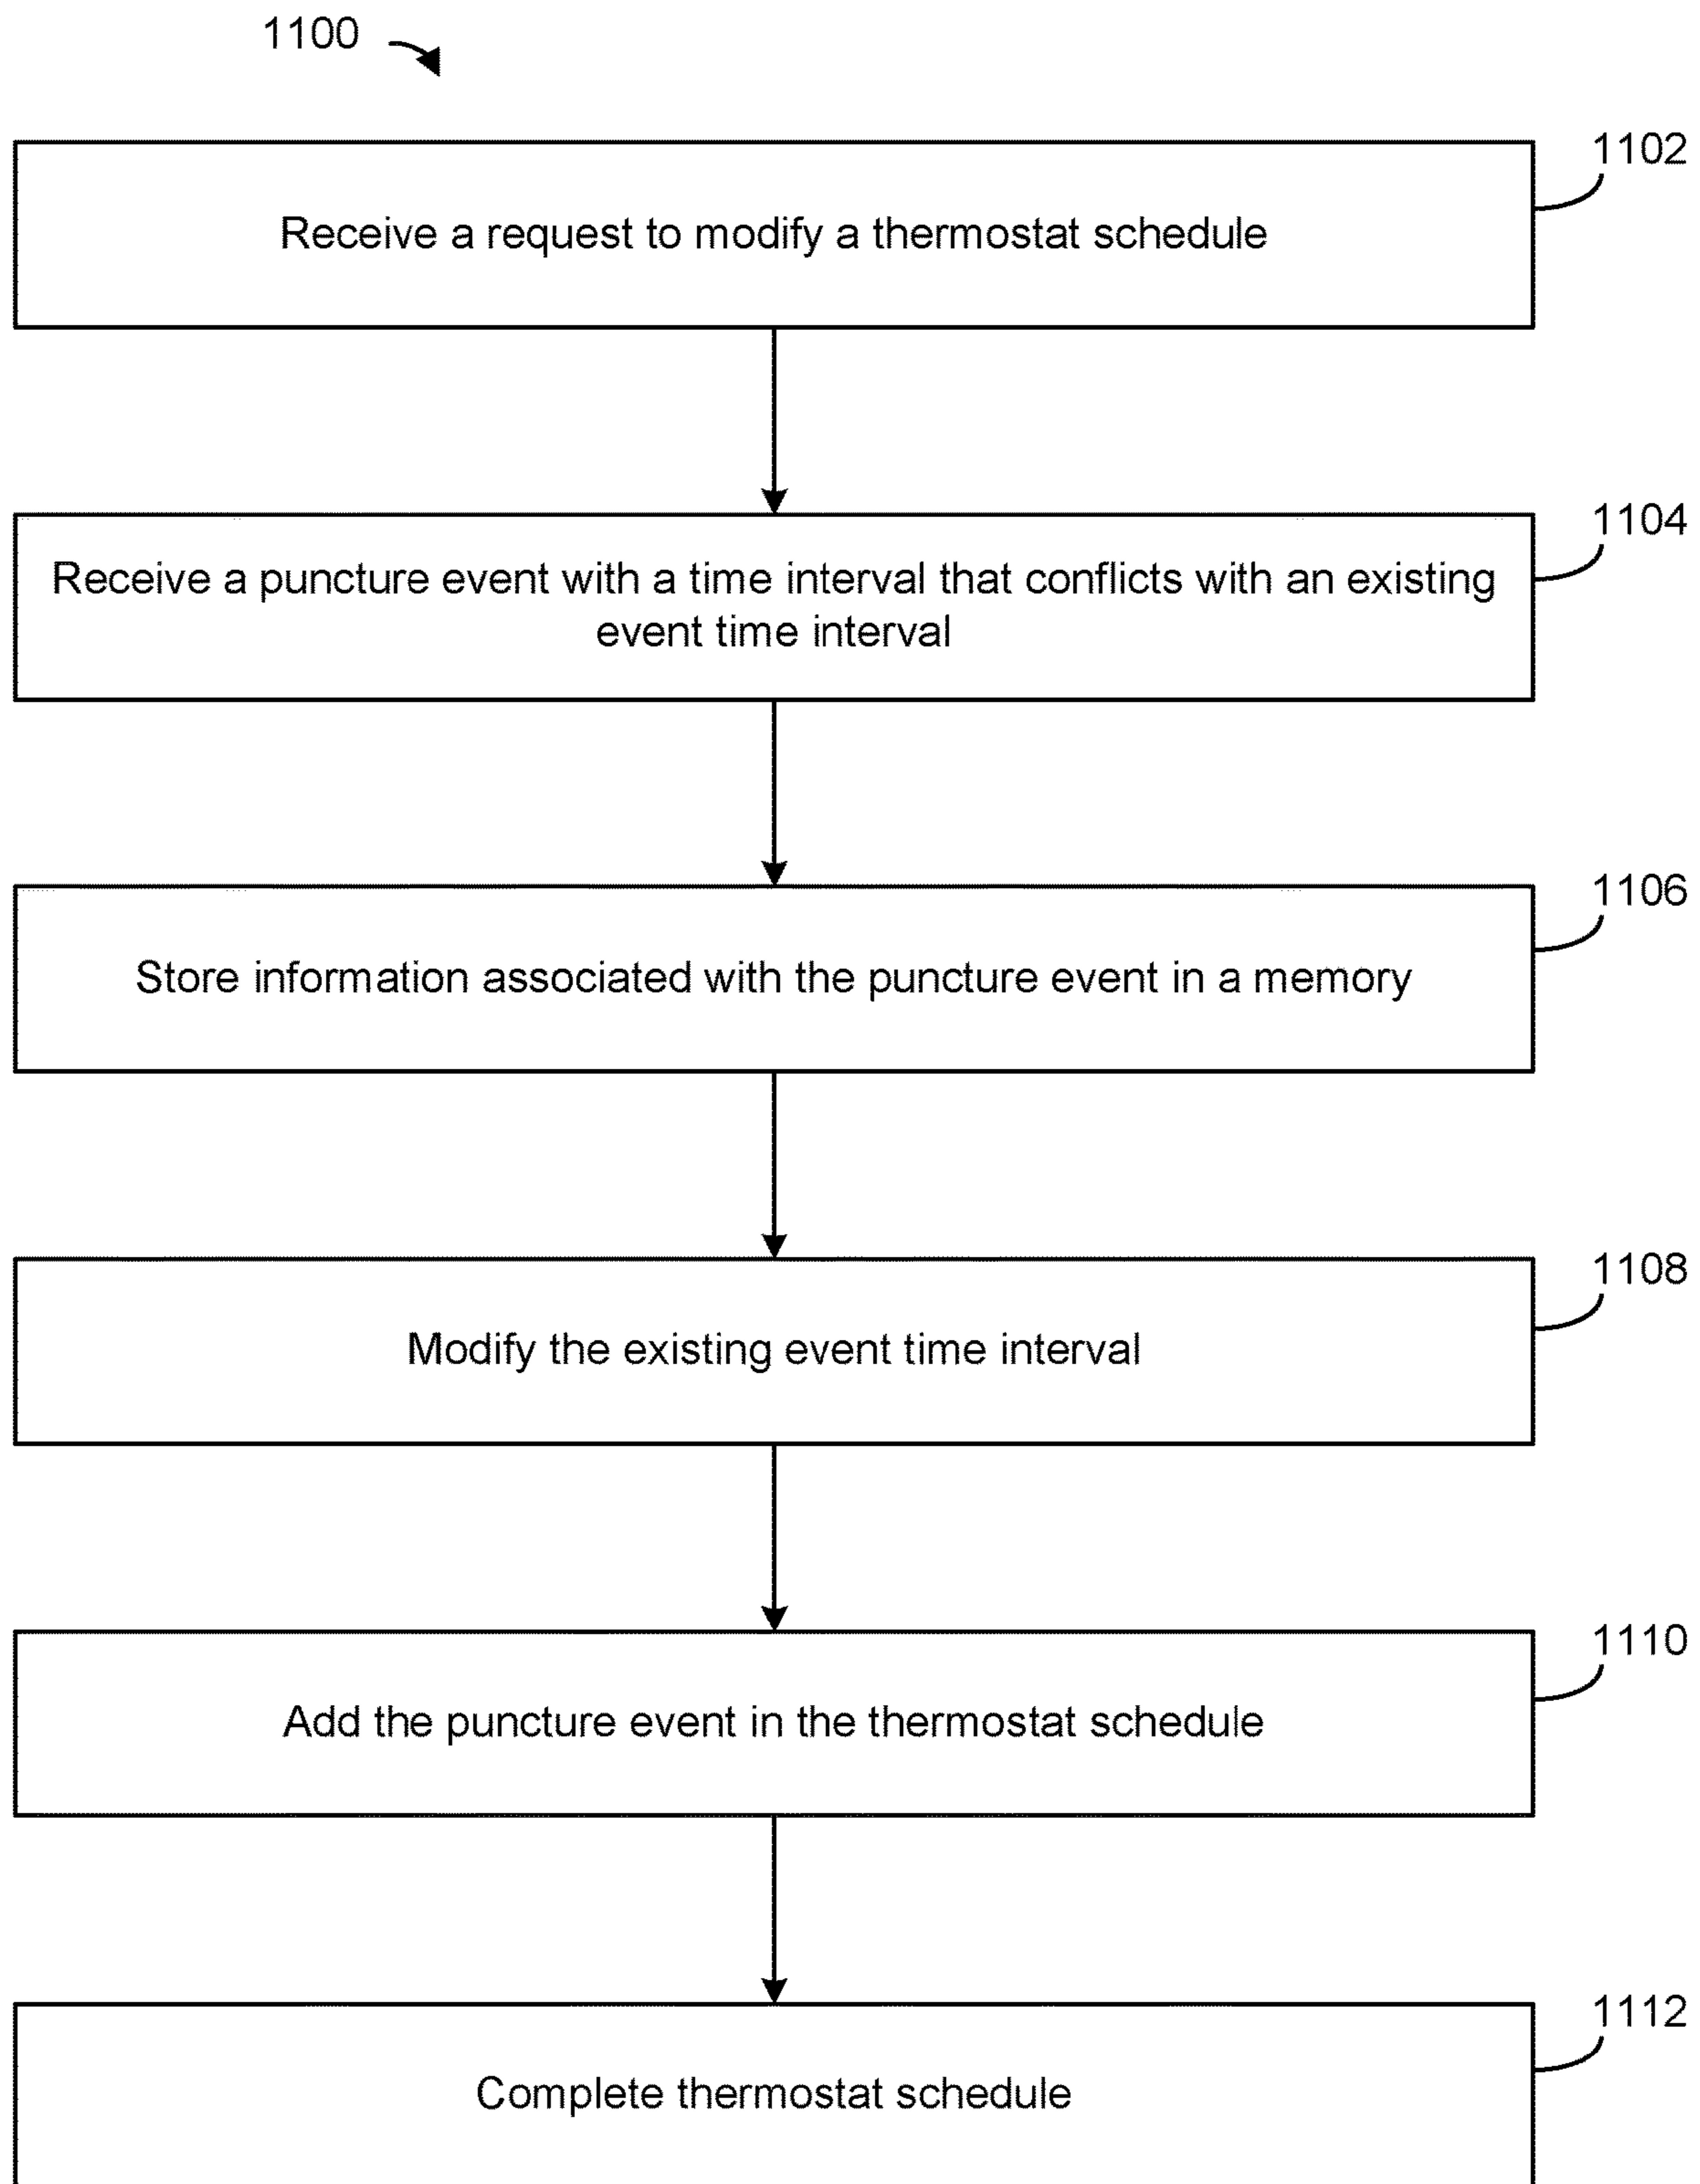 1100
1102
Receive a request to modify a thermostat schedule
1104
Receive a puncture event with a time interval that conflicts with an existing
event time interval
1106
Store information associated with the puncture event in a memory
1108
Modify the existing event time interval
1110
Add the puncture event in the thermostat schedule
1112
Complete thermostat schedule